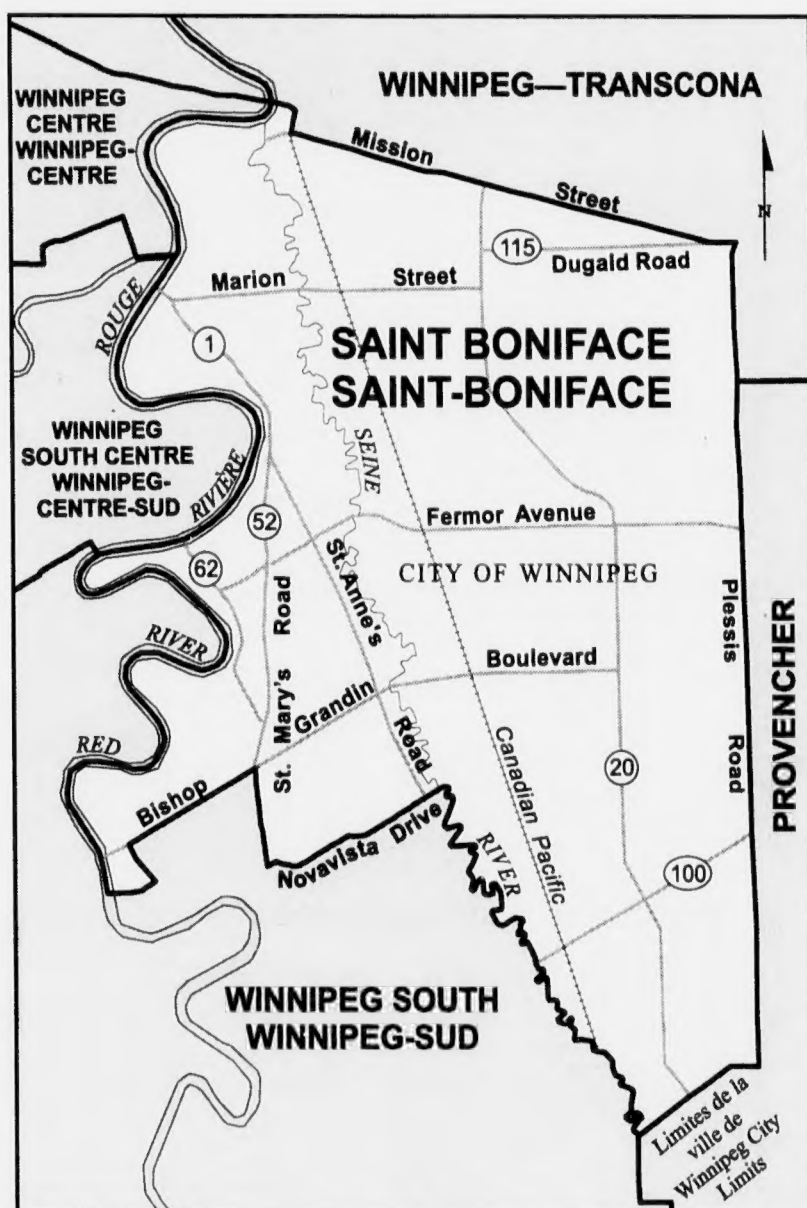 WINNIPEG—TRANSCONA
WINNIPEG
CENTRE
WINNIPEG-
CENTRE
Mission
Street
N
115
Dugald Road
Marion
Street
ROUGE
1
SAINT BONIFACE
SAINT-BONIFACE
WINNIPEG
SOUTH CENTRE
WINNIPEG-
CENTRE-SUD
RIVIÈRE
SEINE
52
Fermor Avenue
62
St. Anne's
CITY OF WINNIPEG
Plessis
RIVER
Road
Boulevard
PROVENCHER
St. Mary's
Grandin
RED
Road
Canadian Pacific
20
Road
Bishop
Novavista Drive
RIVER
100
WINNIPEG SOUTH
WINNIPEG-SUD
Limites de la
ville de
Winnipeg City
Limits